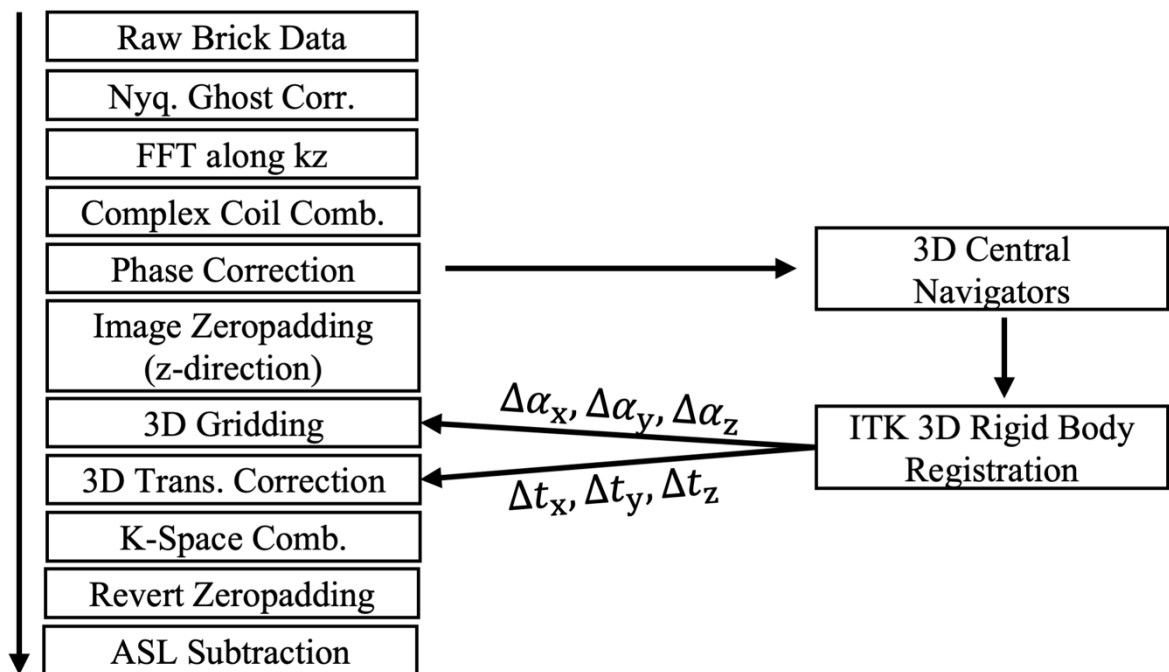 Raw Brick Data
Nyq. Ghost Corr.
FFT along kz
Complex Coil Comb.
Phase Correction
Image Zeropadding
(z-direction)
3D Gridding
3D Trans. Correction
K-Space Comb.
Revert Zeropadding
ASL Subtraction
3D Central
Navigators
ITK 3D Rigid Body
Registration
Δαx, Δαy, Δαz
Δtx, Δty, Δtz